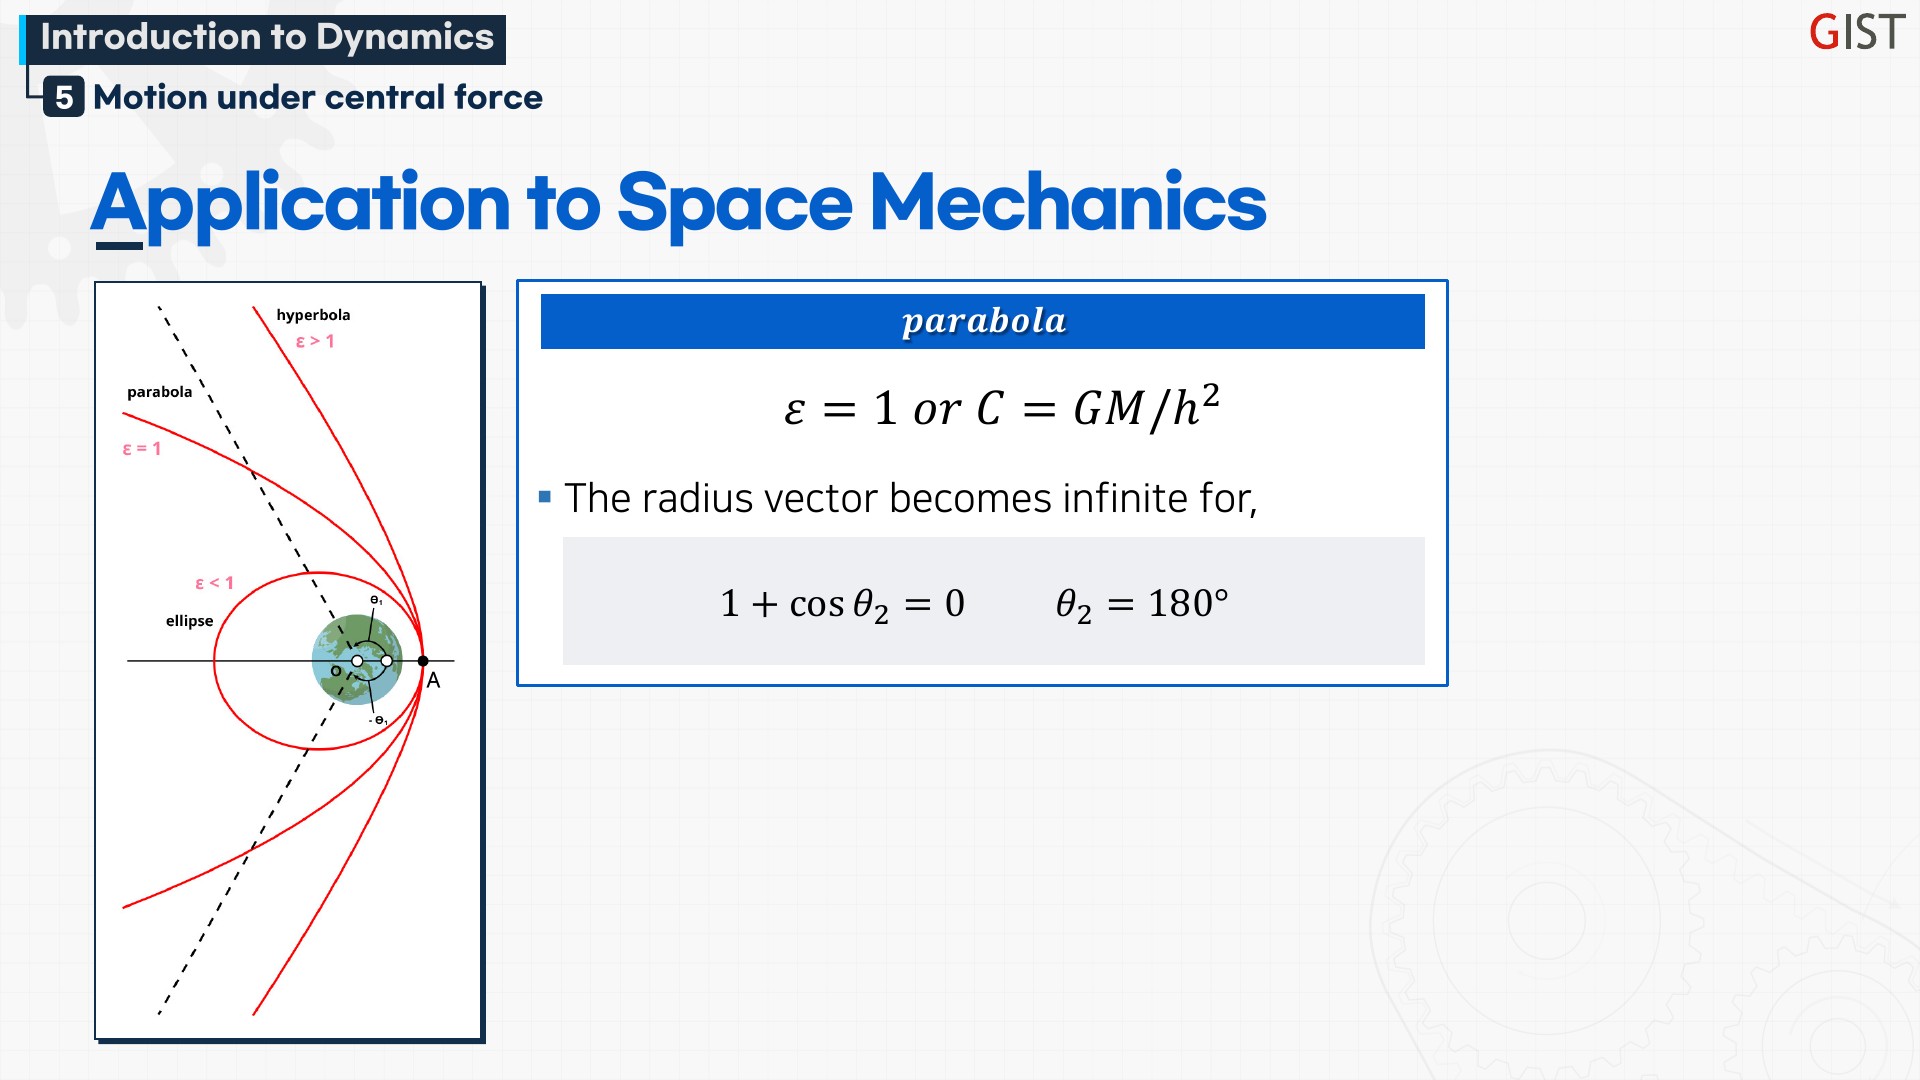 Introduction to Dynamics
GIST
5 Motion under central force
Application to Space Mechanics
hyperbola
ε > 1
parabola
ε = 1
ε < 1
ellipse
θ₁
O
A
- θ₁
parabola
ε = 1 or C = GM/h²
▪ The radius vector becomes infinite for,
1 + cos θ₂ = 0 θ₂ = 180°